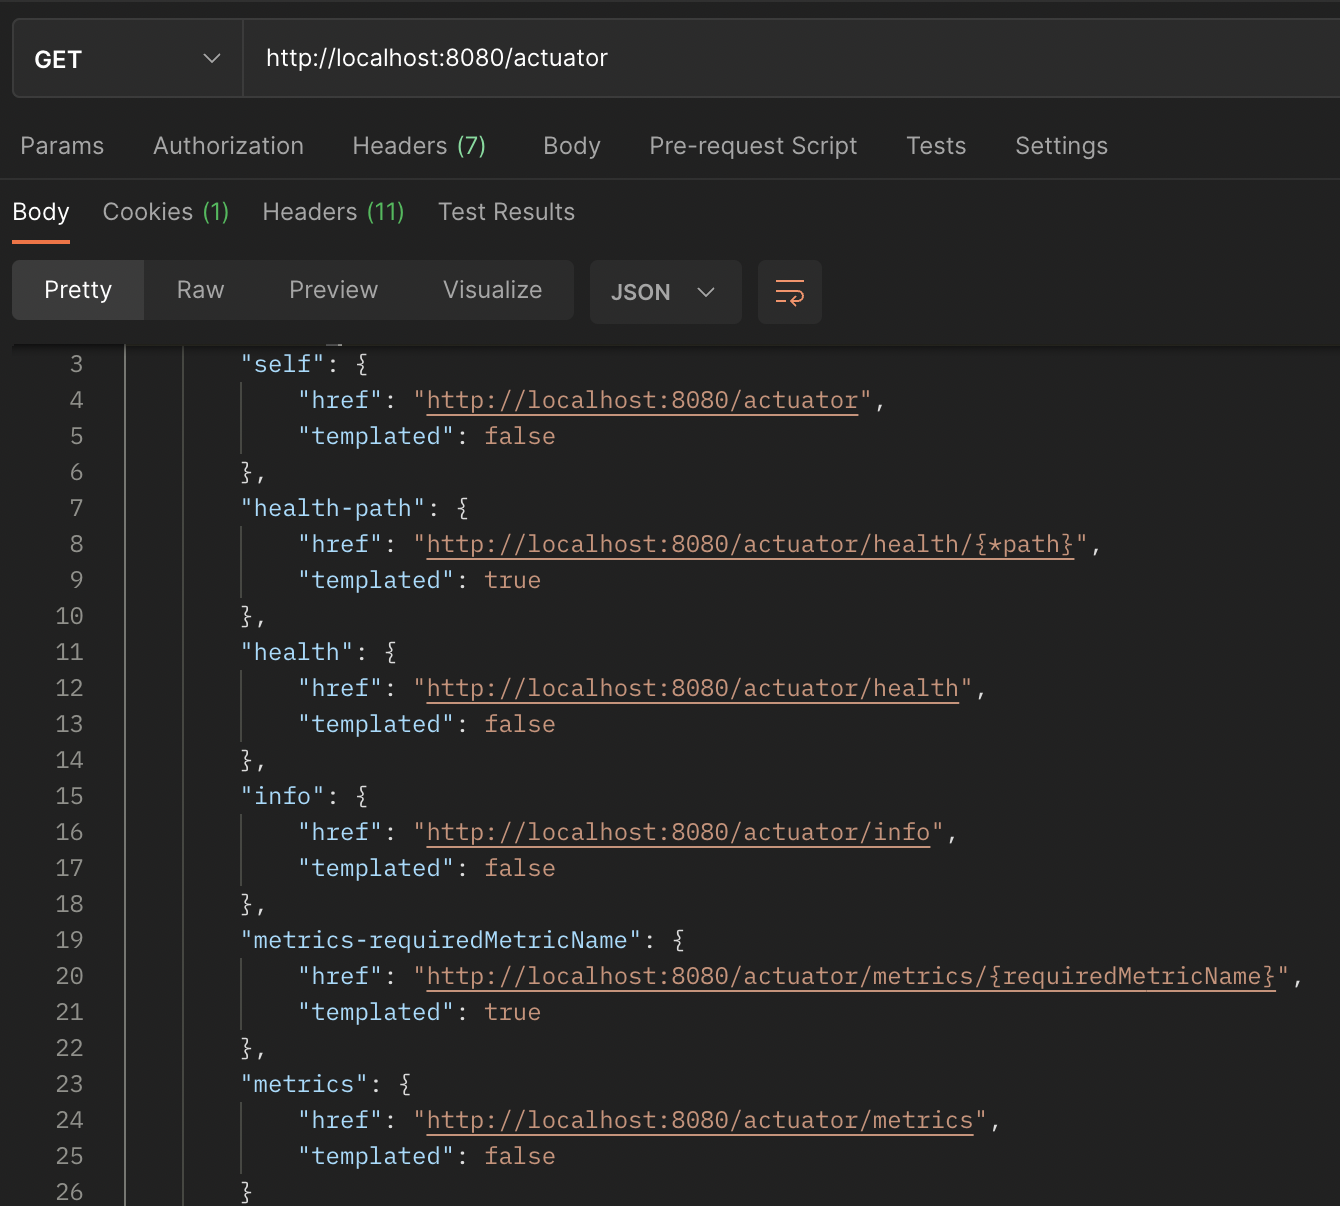 GET http://localhost:8080/actuator
Params Authorization Headers (7) Body Pre-request Script Tests Settings
Body Cookies (1) Headers (11) Test Results
Pretty Raw Preview Visualize JSON
3 "self": {
4 "href": "http://localhost:8080/actuator",
5 "templated": false
6 },
7 "health-path": {
8 "href": "http://localhost:8080/actuator/health/{*path}",
9 "templated": true
10 },
11 "health": {
12 "href": "http://localhost:8080/actuator/health",
13 "templated": false
14 },
15 "info": {
16 "href": "http://localhost:8080/actuator/info",
17 "templated": false
18 },
19 "metrics-requiredMetricName": {
20 "href": "http://localhost:8080/actuator/metrics/{requiredMetricName}",
21 "templated": true
22 },
23 "metrics": {
24 "href": "http://localhost:8080/actuator/metrics",
25 "templated": false
26 }